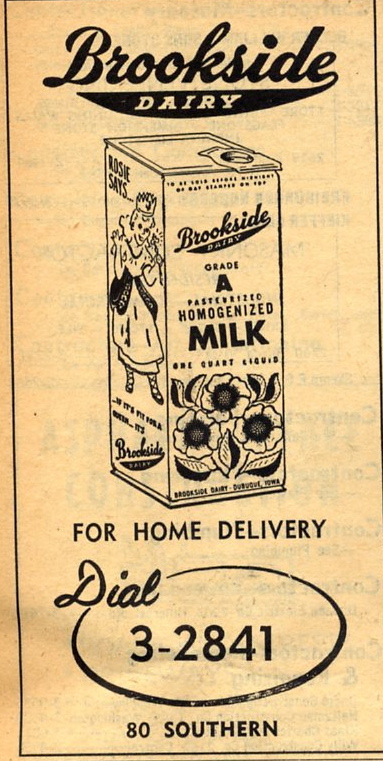 Brookside
DAIRY
ROSIE
SAYS...
TO BE SOLD BEFORE MIDNIGHT
OF DAY STAMPED ON TOP
Brookside
DAIRY
GRADE
A
PASTEURIZED
HOMOGENIZED
MILK
ONE QUART LIQUID
...IF IT'S FIT FOR A
QUEEN...IT'S
Brookside
DAIRY
BROOKSIDE DAIRY - DUBUQUE, IOWA
FOR HOME DELIVERY
Dial
3-2841
80 SOUTHERN